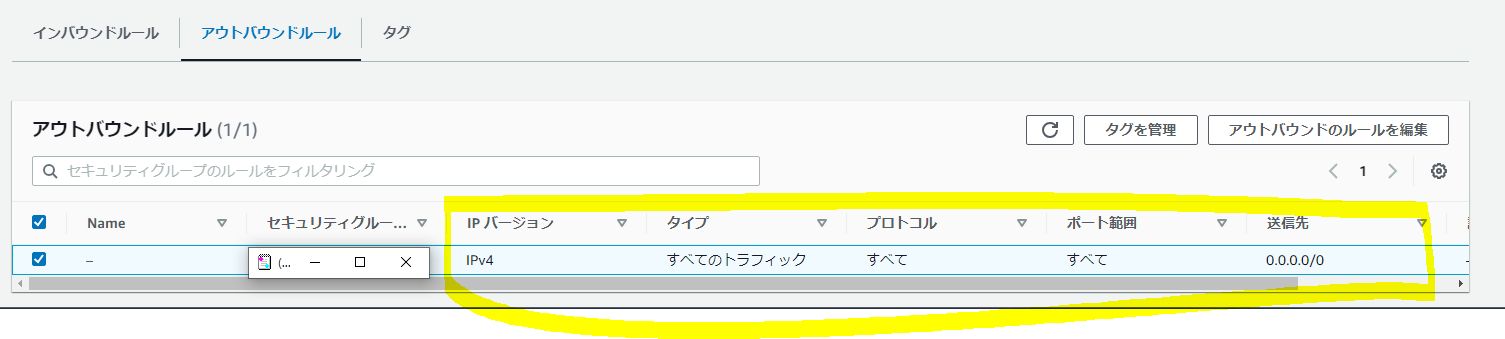 インバウンドルール アウトバウンドルール タグ
アウトバウンドルール (1/1)
タグを管理 アウトバウンドのルールを編集
セキュリティグループのルールをフィルタリング
1
Name セキュリティグルー... IP バージョン タイプ プロトコル ポート範囲 送信先
– (... IPv4 すべてのトラフィック すべて すべて 0.0.0.0/0